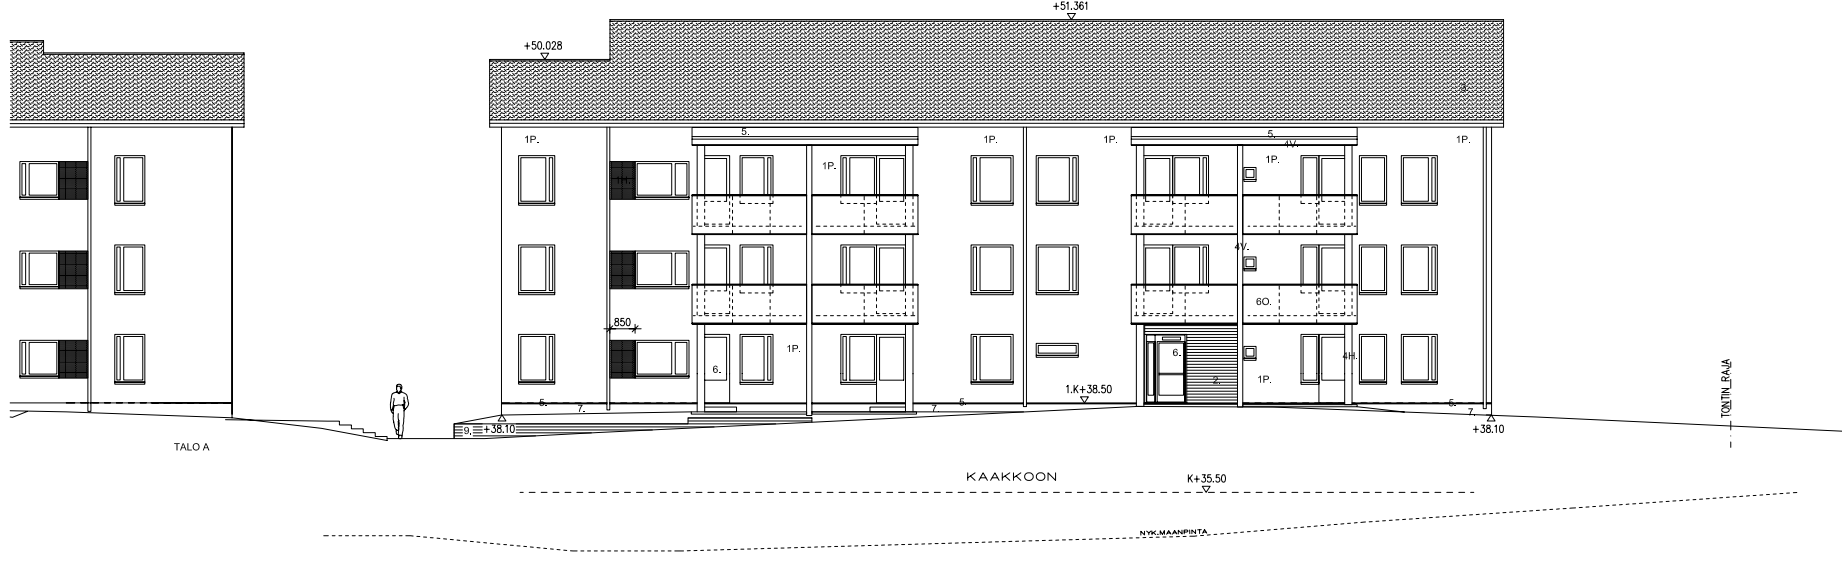 +51.361
+50.028
3.
1P.
5.
1P.
1P.
5.
4V.
1P.
1P.
1P.
1H.
4V.
6O.
850
1P.
6.
6.
4H.
2.
1P.
1.K+38.50
5.
7.
7.
5.
5.
7.
9.
+38.10
+38.10
TONTIN RAJA
TALO A
KAAKKOON
K+35.50
NYK.MAANPINTA